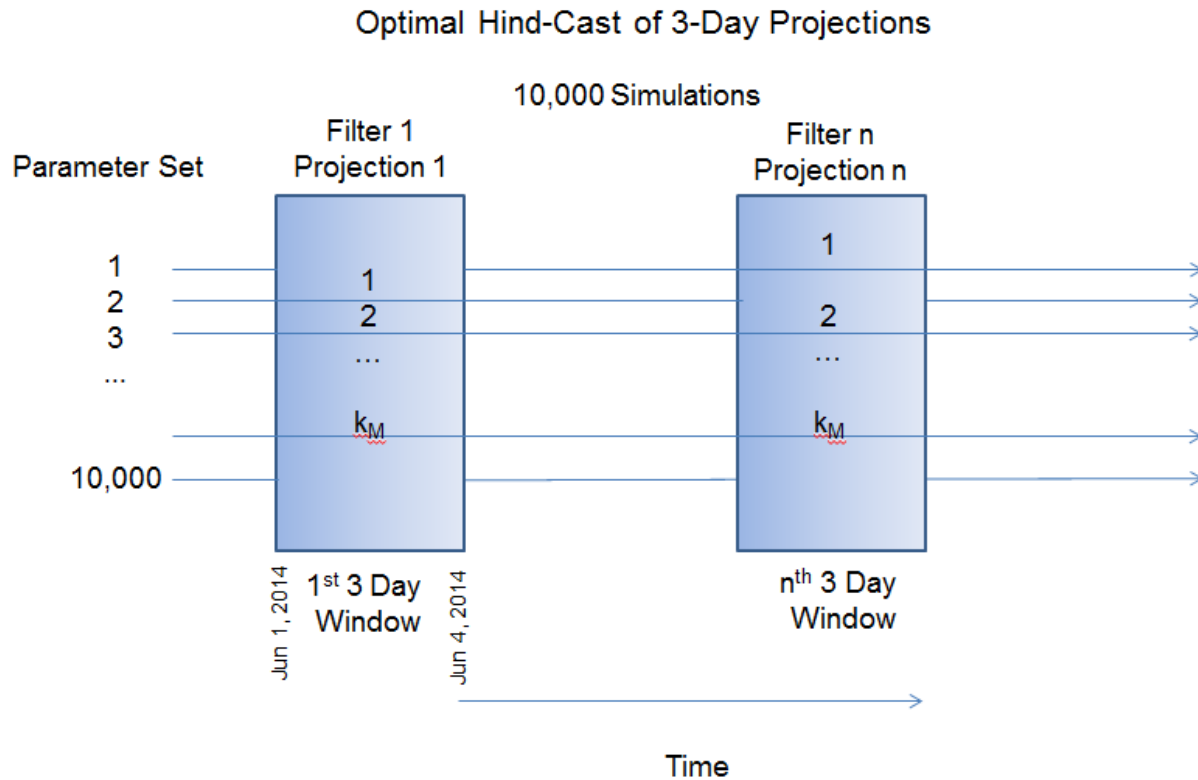 Optimal Hind-Cast of 3-Day Projections
10,000 Simulations
Filter 1
Projection 1
Filter n
Projection n
Parameter Set
1
2
3
...
10,000
1
2
...
kM
1
2
...
kM
Jun 1, 2014
1st 3 Day
Window
Jun 4, 2014
nth 3 Day
Window
Time